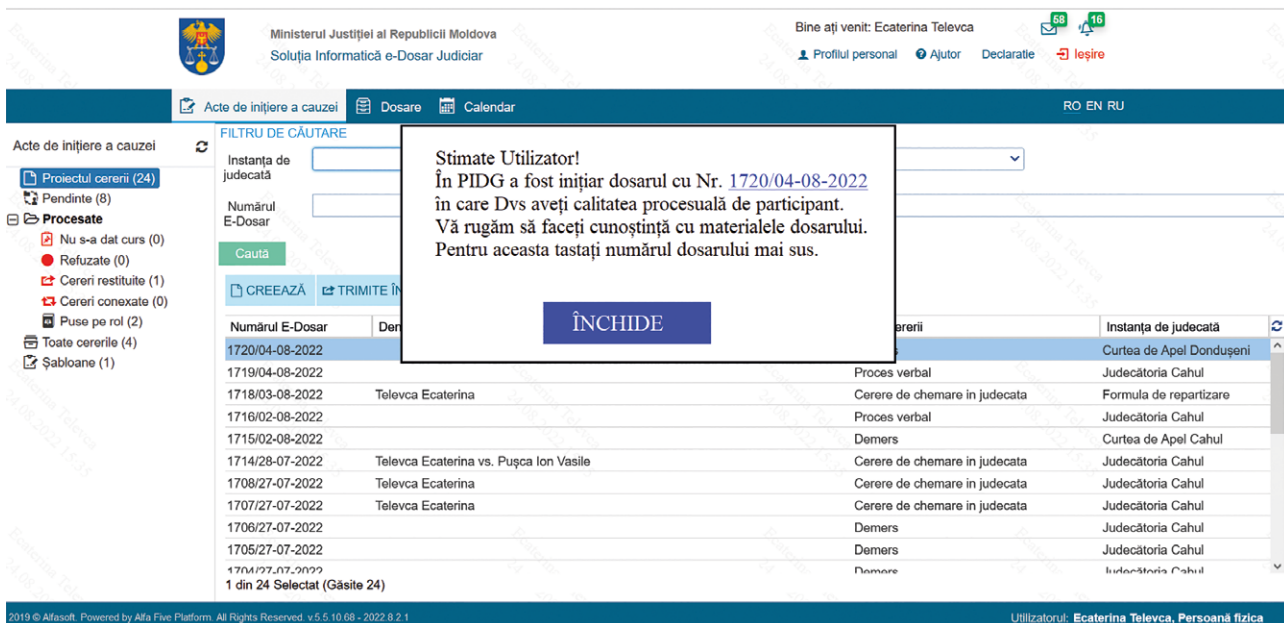 Ministerul Justiției al Republicii Moldova
Soluția Informatică e-Dosar Judiciar
Bine ați venit: Ecaterina Televca
58
16
Profilul personal
Ajutor
Declaratie
Ieșire
Acte de inițiere a cauzei
Dosare
Calendar
RO EN RU
Acte de inițiere a cauzei
Proiectul cererii (24)
Pendinte (8)
Procesate
Nu s-a dat curs (0)
Refuzate (0)
Cereri restituite (1)
Cereri conexate (0)
Puse pe rol (2)
Toate cererile (4)
Șabloane (1)
FILTRU DE CĂUTARE
Instanța de
judecată
Numărul
E-Dosar
Caută
CREEAZĂ
TRIMITE ÎN
Stimate Utilizator!
În PIDG a fost inițiar dosarul cu Nr. 1720/04-08-2022
în care Dvs aveți calitatea procesuală de participant.
Vă rugăm să faceți cunoștință cu materialele dosarului.
Pentru aceasta tastați numărul dosarului mai sus.
ÎNCHIDE
Numărul E-Dosar Den ererii Instanța de judecată
1720/04-08-2022 s Curtea de Apel Dondușeni
1719/04-08-2022 Proces verbal Judecătoria Cahul
1718/03-08-2022 Televca Ecaterina Cerere de chemare in judecata Formula de repartizare
1716/02-08-2022 Proces verbal Judecătoria Cahul
1715/02-08-2022 Demers Curtea de Apel Cahul
1714/28-07-2022 Televca Ecaterina vs. Pușca Ion Vasile Cerere de chemare in judecata Judecătoria Cahul
1708/27-07-2022 Televca Ecaterina Cerere de chemare in judecata Judecătoria Cahul
1707/27-07-2022 Televca Ecaterina Cerere de chemare in judecata Judecătoria Cahul
1706/27-07-2022 Demers Judecătoria Cahul
1705/27-07-2022 Demers Judecătoria Cahul
1704/27-07-2022 Demers Judecătoria Cahul
1 din 24 Selectat (Găsite 24)
2019 © Alfasoft. Powered by Alfa Five Platform. All Rights Reserved. v.5.5.10.68 - 2022.8.2.1
Utilizatorul: Ecaterina Televca, Persoană fizica